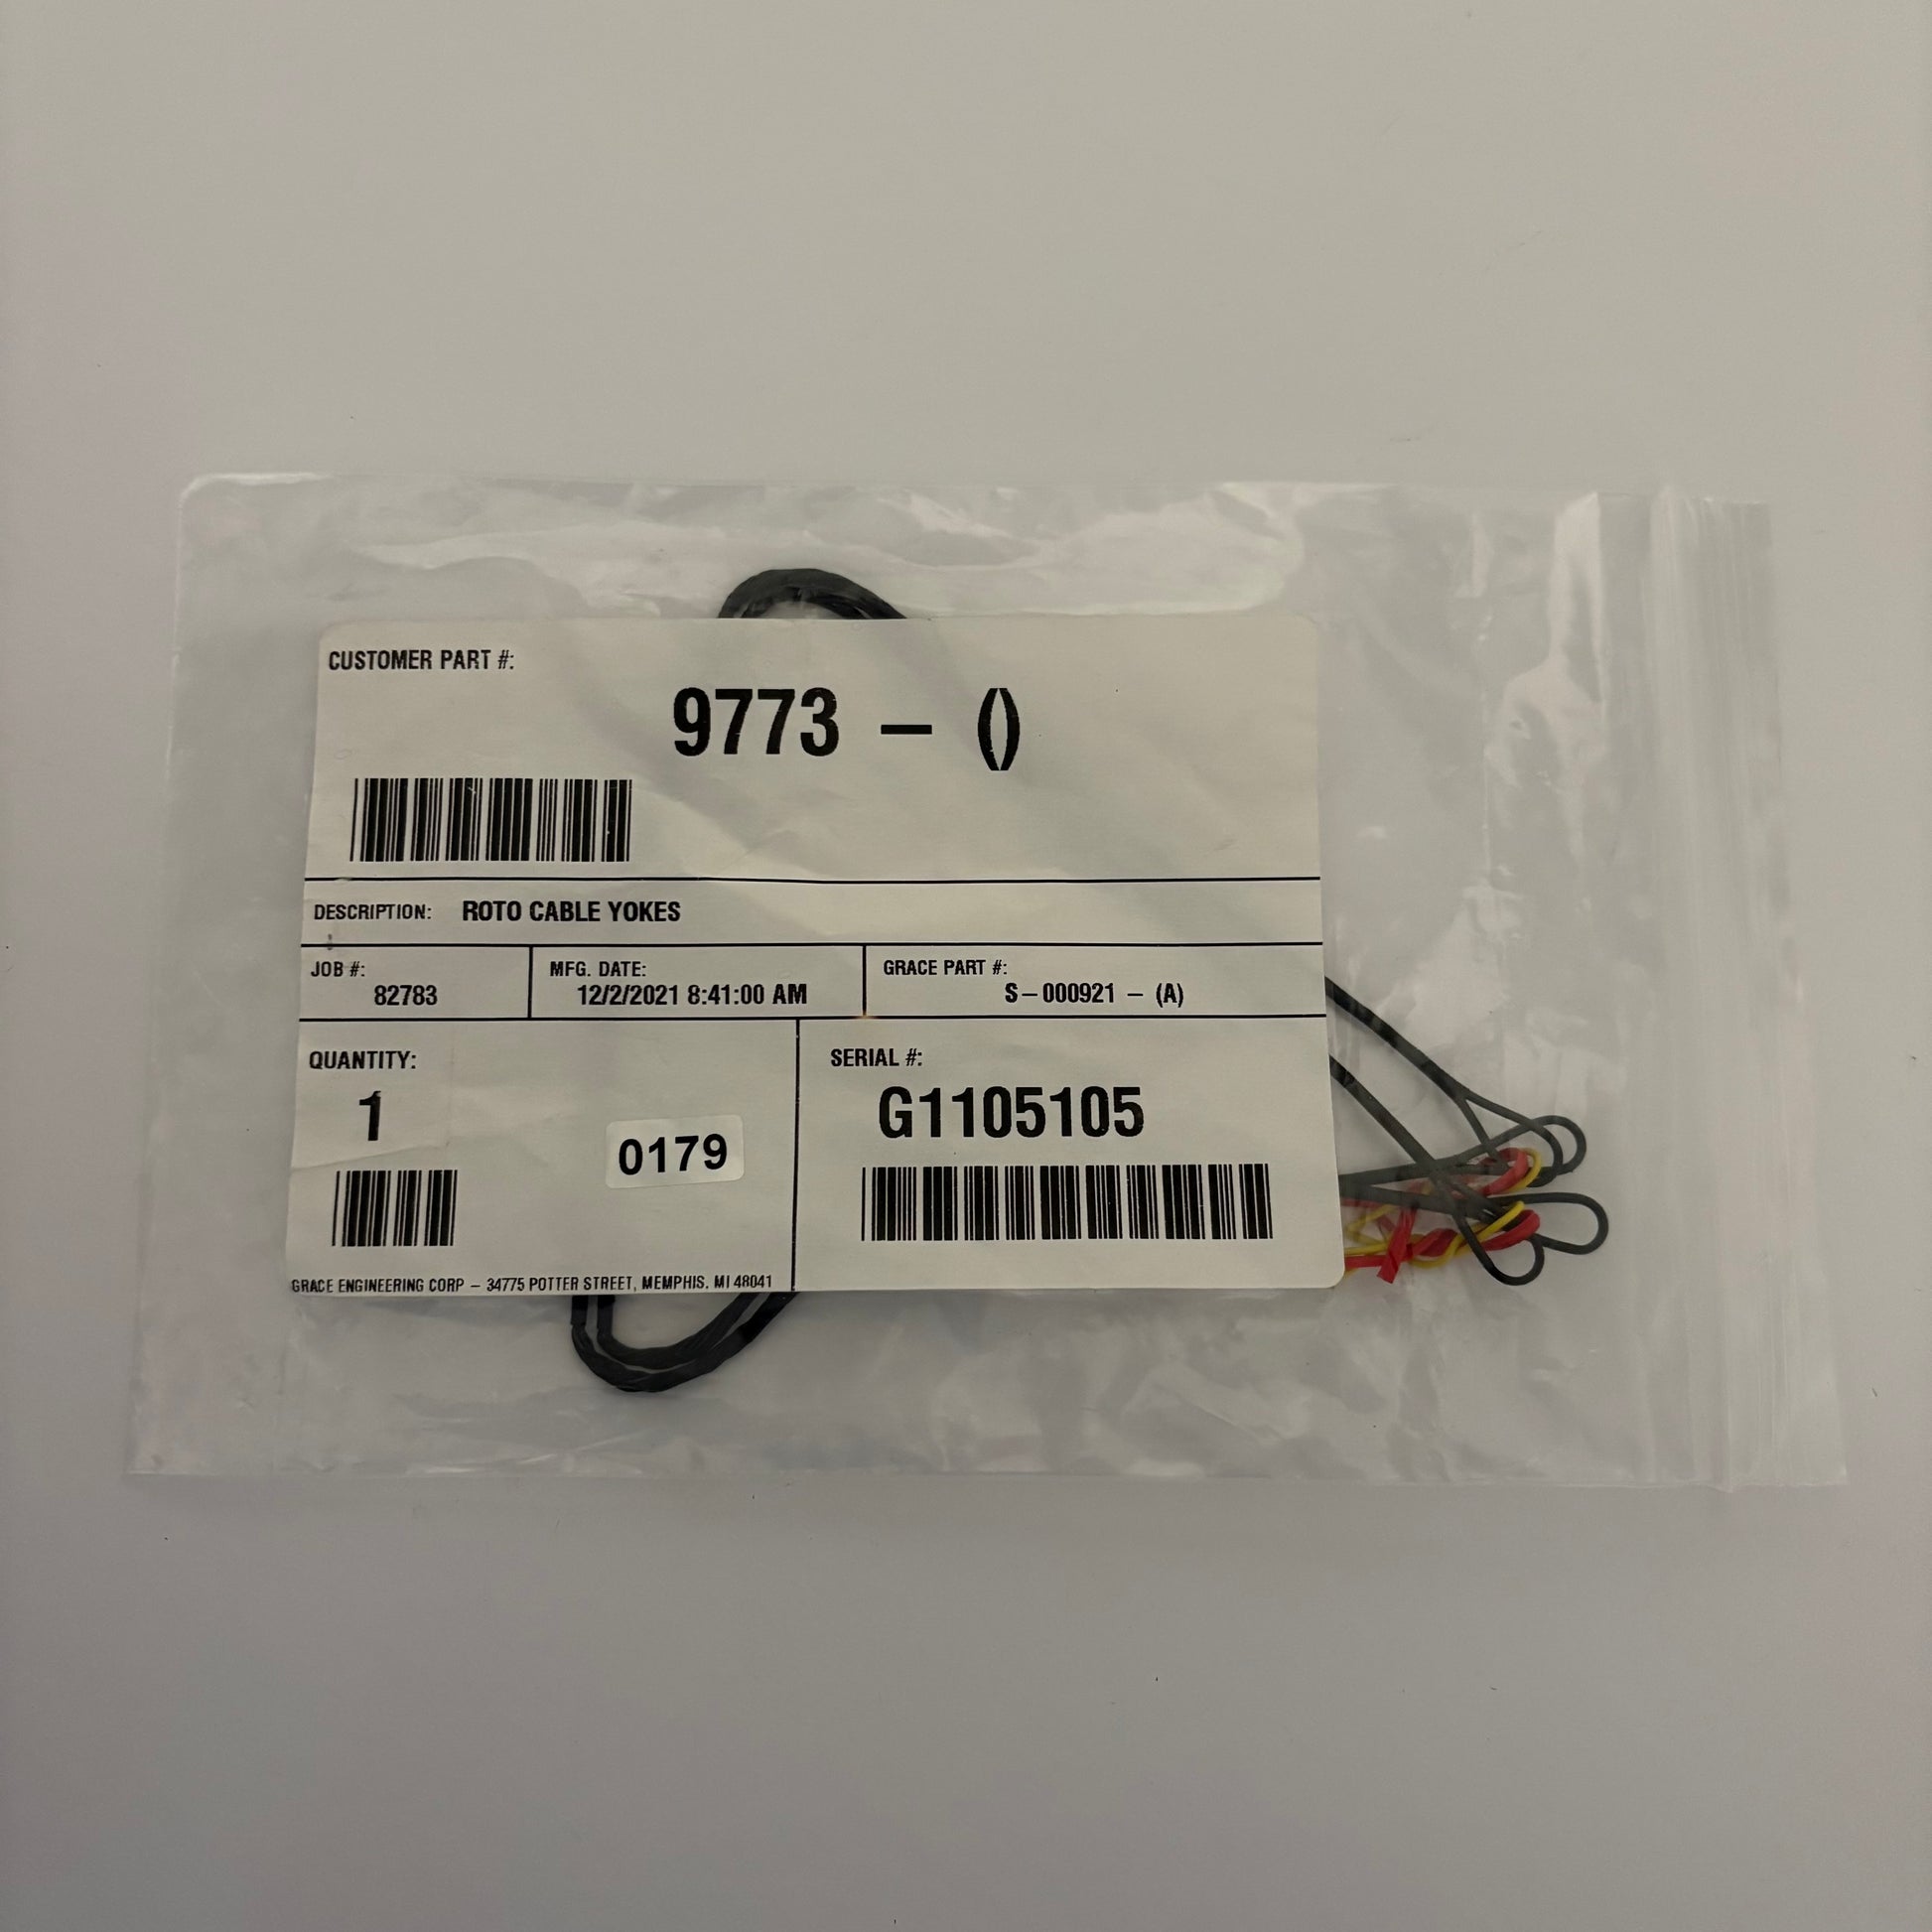 CUSTOMER PART #:
9773 – ()
DESCRIPTION: ROTO CABLE YOKES
JOB #: MFG. DATE: GRACE PART #:
82783 12/2/2021 8:41:00 AM S–000921 – (A)
QUANTITY: SERIAL #:
1 G1105105
0179
GRACE ENGINEERING CORP – 34775 POTTER STREET, MEMPHIS. MI 48041